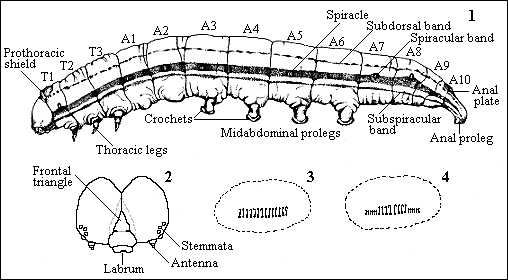 1
A3
A4
A5
Spiracle
Subdorsal band
A2
A6
A1
A7
Spiracular band
T3
A8
Prothoracic
shield
T2
A9
T1
A10
Anal
plate
Crochets
Midabdominal prolegs
Subspiracular
band
Thoracic legs
Anal proleg
2
3
4
Frontal
triangle
Stemmata
Antenna
Labrum